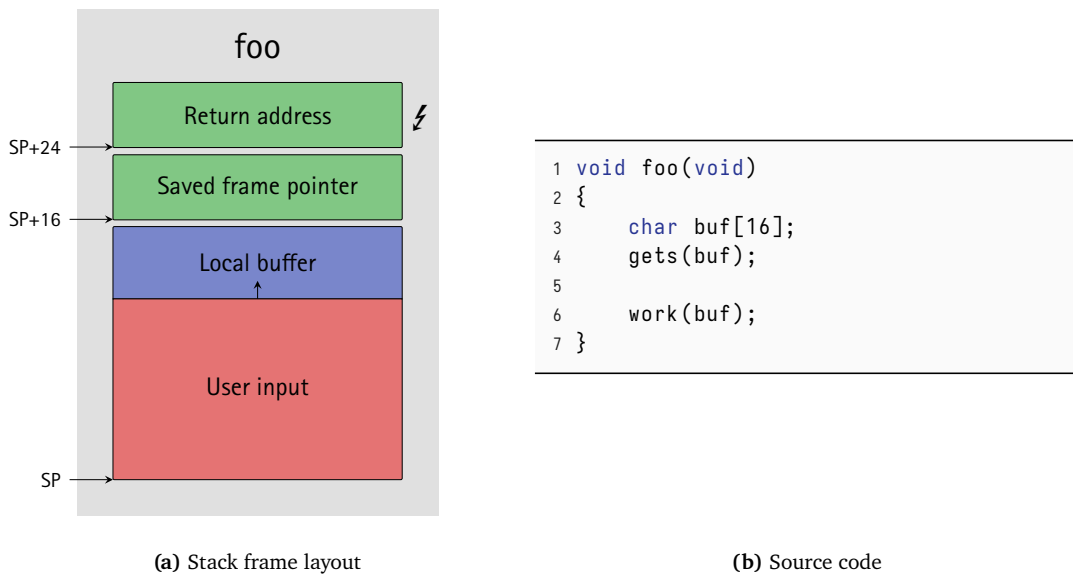 foo
Return address
SP+24
Saved frame pointer
SP+16
Local buffer
User input
SP
(a) Stack frame layout
1 void foo(void)
2 {
3     char buf[16];
4     gets(buf);
5
6     work(buf);
7 }
(b) Source code